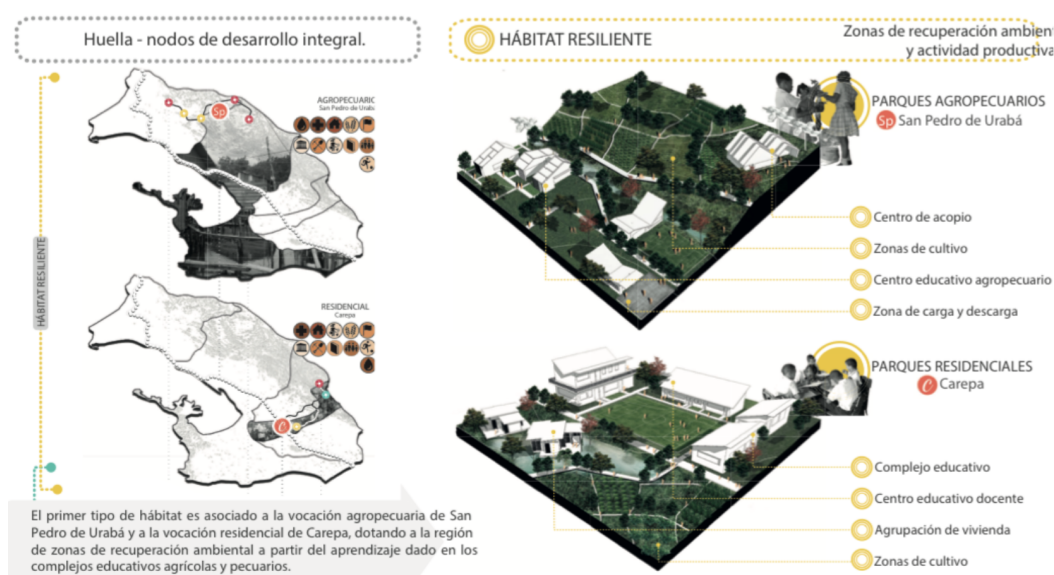 Huella - nodos de desarrollo integral.
HÁBITAT RESILIENTE
Zonas de recuperación ambient
y actividad productiva
AGROPECUARIO
San Pedro de Urabá
Sp
HÁBITAT RESILIENTE
RESIDENCIAL
Carepa
C
PARQUES AGROPECUARIOS
Sp San Pedro de Urabá
Centro de acopio
Zonas de cultivo
Centro educativo agropecuario
Zona de carga y descarga
PARQUES RESIDENCIALES
C Carepa
Complejo educativo
Centro educativo docente
Agrupación de vivienda
Zonas de cultivo
El primer tipo de hábitat es asociado a la vocación agropecuaria de San
Pedro de Urabá y a la vocación residencial de Carepa, dotando a la región
de zonas de recuperación ambiental a partir del aprendizaje dado en los
complejos educativos agrícolas y pecuarios.